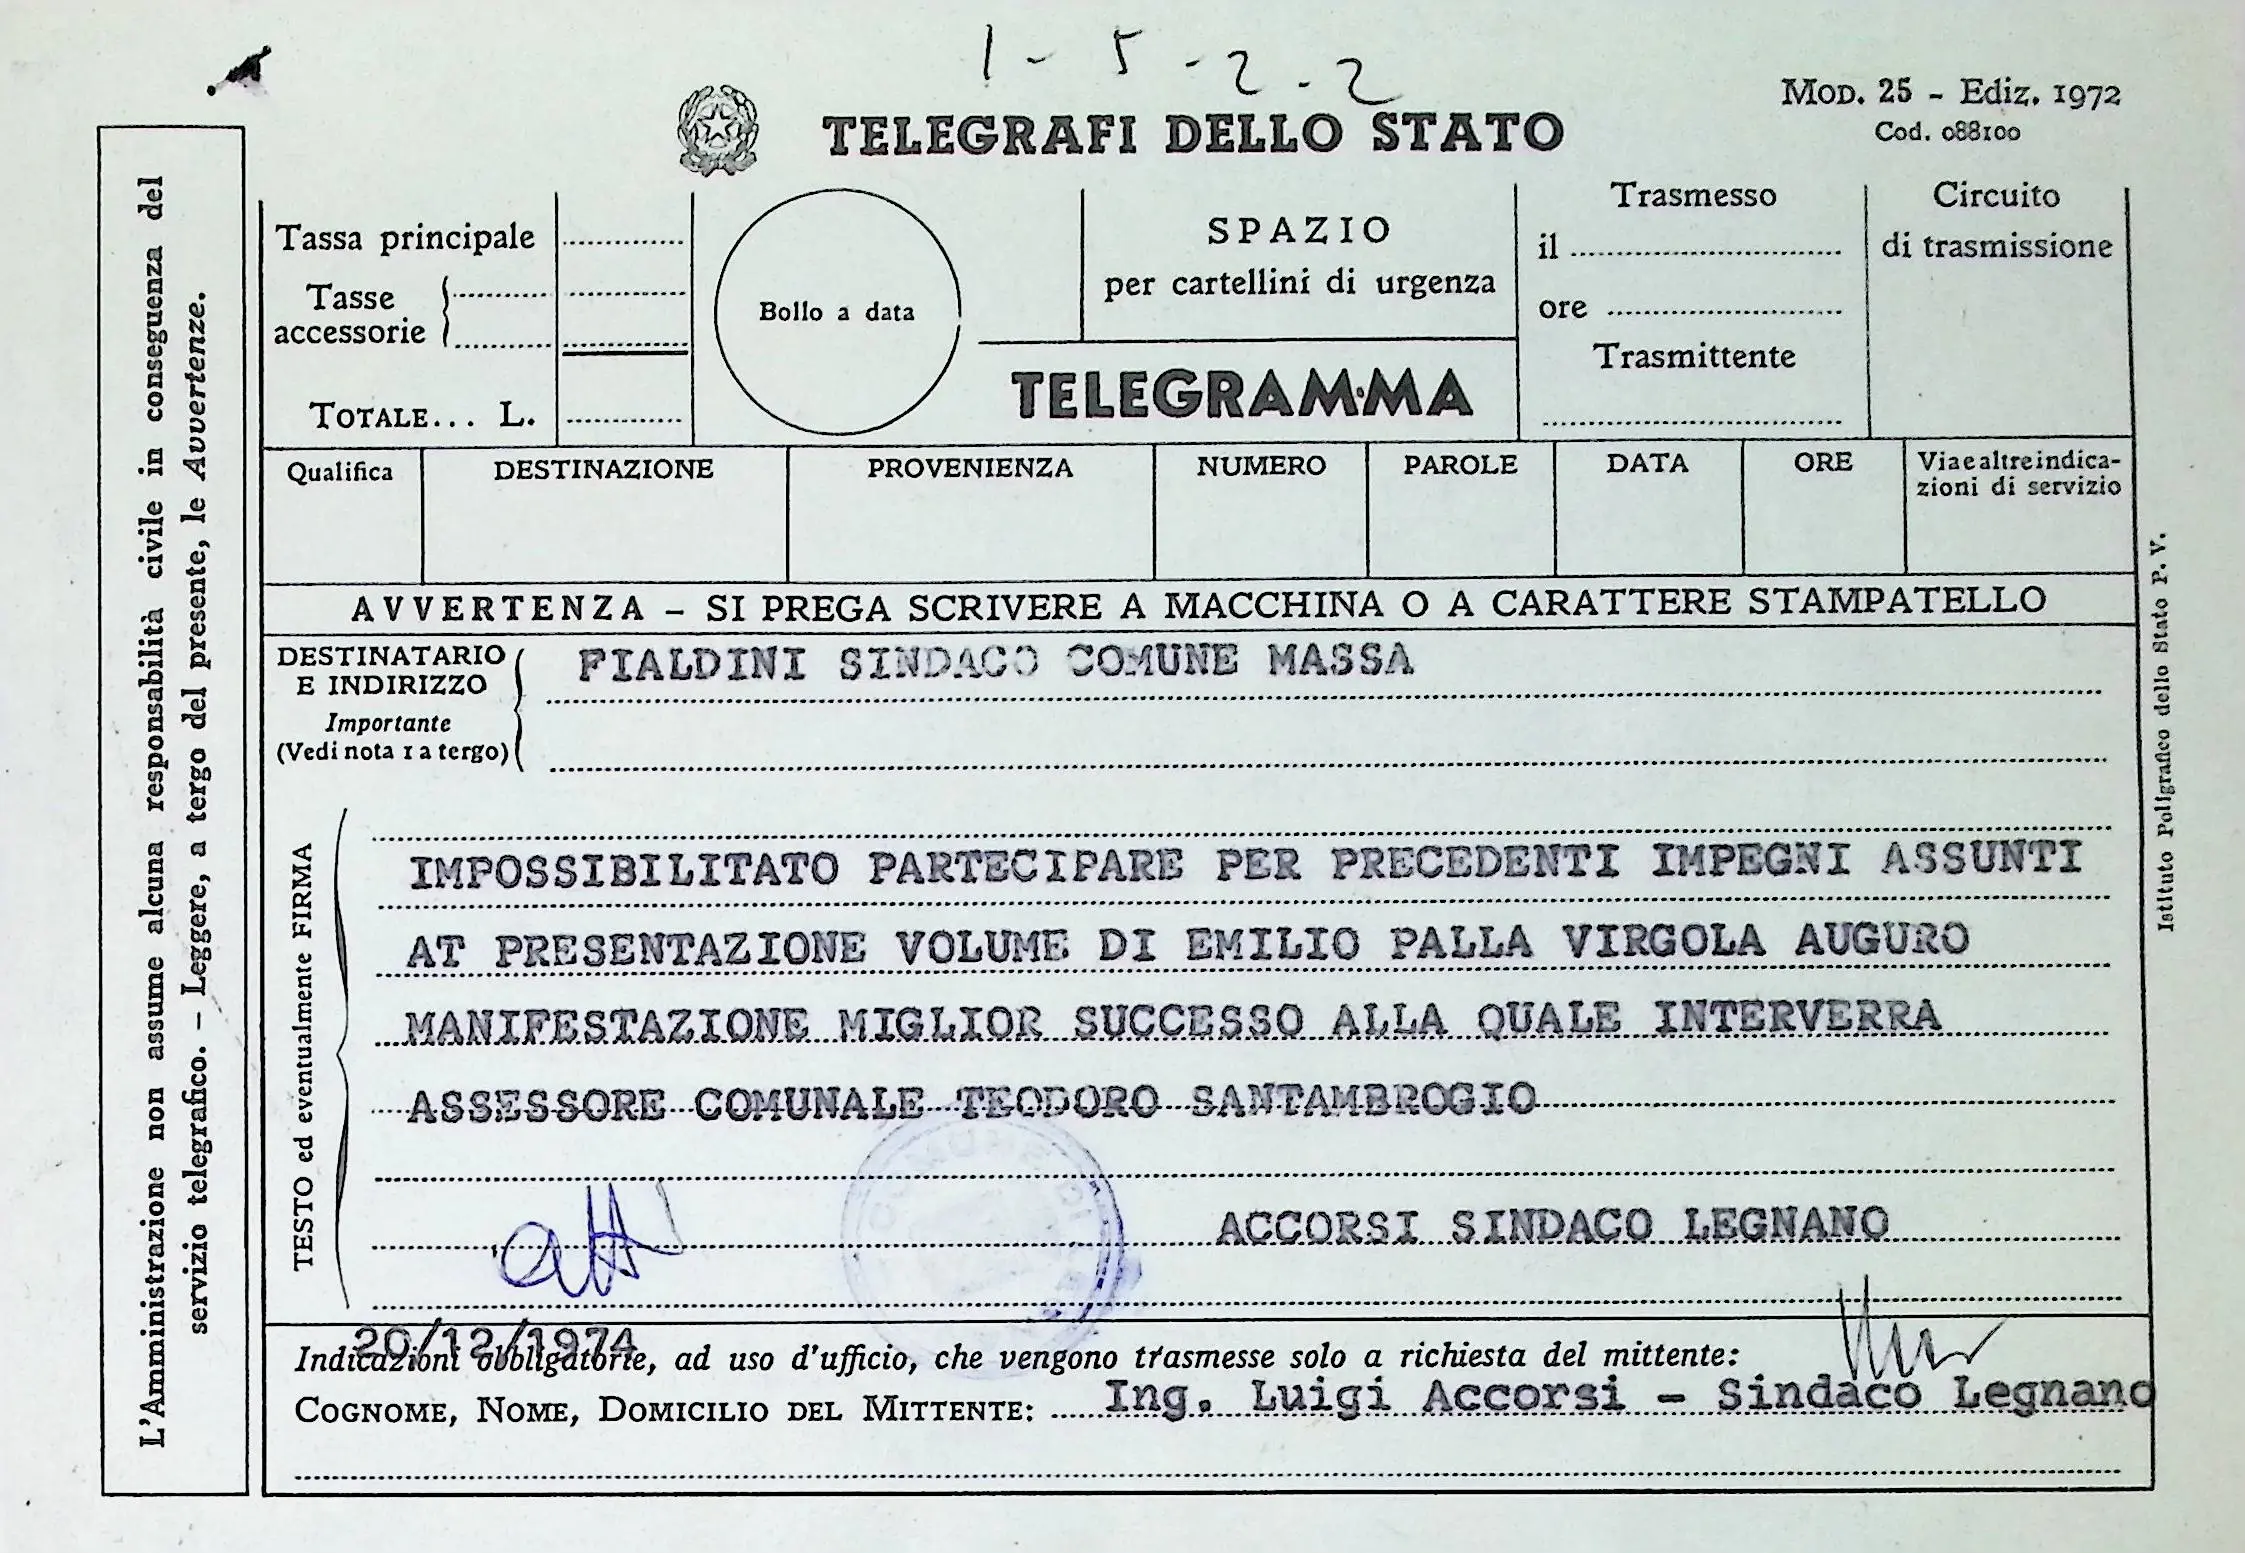 1 - 5 - 2 - 2
Mod. 25 - Ediz. 1972
Cod. 088100
TELEGRAFI DELLO STATO
L'Amministrazione non assume alcuna responsabilità civile in conseguenza del
servizio telegrafico. - Leggere, a tergo del presente, le Avvertenze.
Tassa principale
Tasse
accessorie
TOTALE... L.
Bollo a data
SPAZIO
per cartellini di urgenza
TELEGRAMMA
Trasmesso
il
ore
Trasmittente
Circuito
di trasmissione
Qualifica
DESTINAZIONE
PROVENIENZA
NUMERO
PAROLE
DATA
ORE
Via e altre indica-
zioni di servizio
AVVERTENZA - SI PREGA SCRIVERE A MACCHINA O A CARATTERE STAMPATELLO
DESTINATARIO
E INDIRIZZO
Importante
(Vedi nota 1 a tergo)
FIALDINI SINDACO COMUNE MASSA
TESTO ed eventualmente FIRMA
IMPOSSIBILITATO PARTECIPARE PER PRECEDENTI IMPEGNI ASSUNTI
AT PRESENTAZIONE VOLUME DI EMILIO PALLA VIRGOLA AUGURO
MANIFESTAZIONE MIGLIOR SUCCESSO ALLA QUALE INTERVERRA
ASSESSORE COMUNALE TEODORO SANTAMBROGIO
ACCORSI SINDACO LEGNANO
20/12/1974
Indicazioni obbligatorie, ad uso d'ufficio, che vengono trasmesse solo a richiesta del mittente:
COGNOME, NOME, DOMICILIO DEL MITTENTE: Ing. Luigi Accorsi - Sindaco Legnano
Istituto Poligrafico dello Stato P. V.